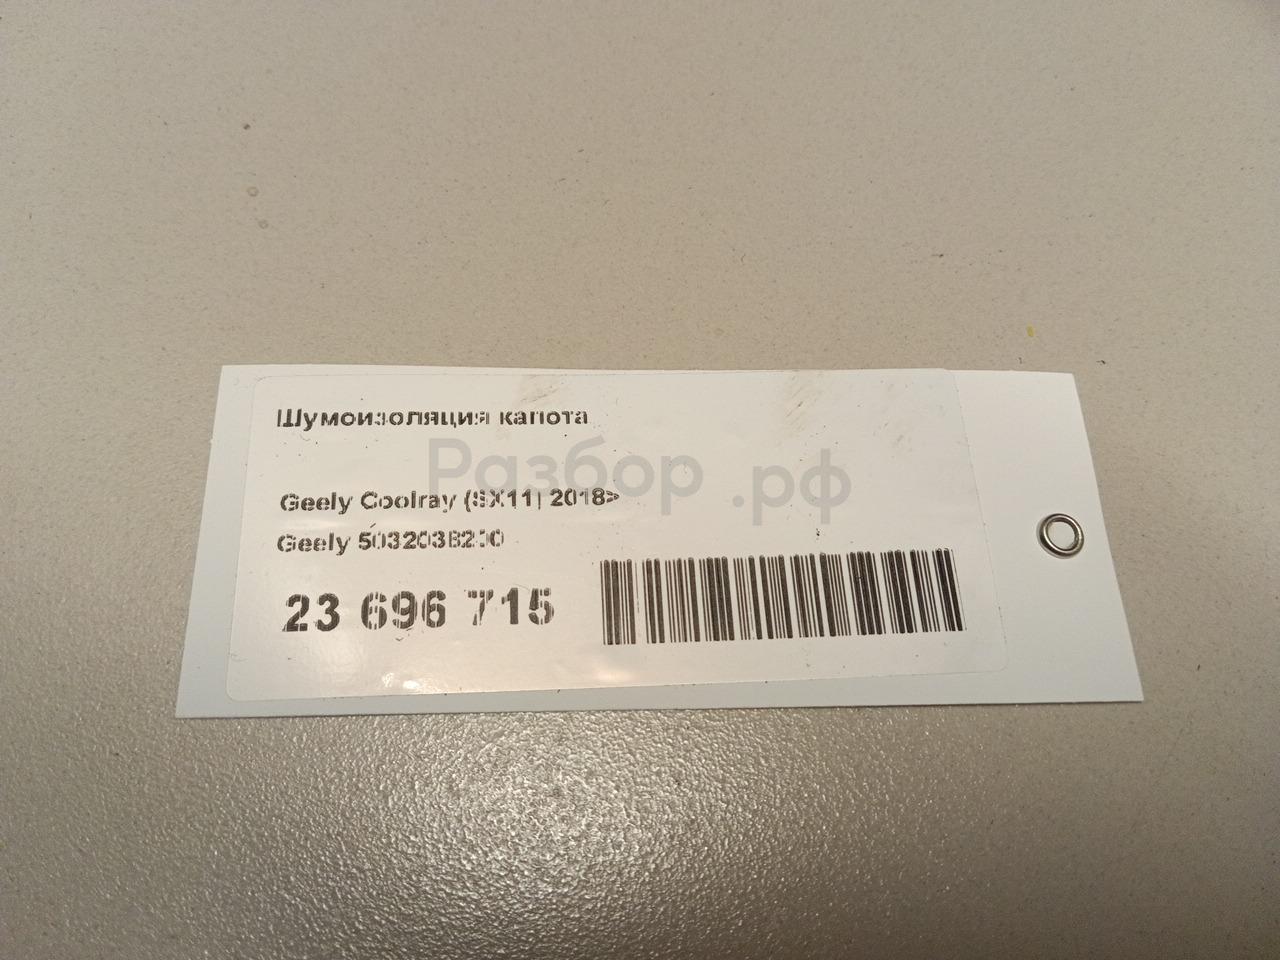 Шумоизоляция капота
Разбор .рф
Geely Coolray (SX11) 2018>
Geely 5032038200
23 696 715